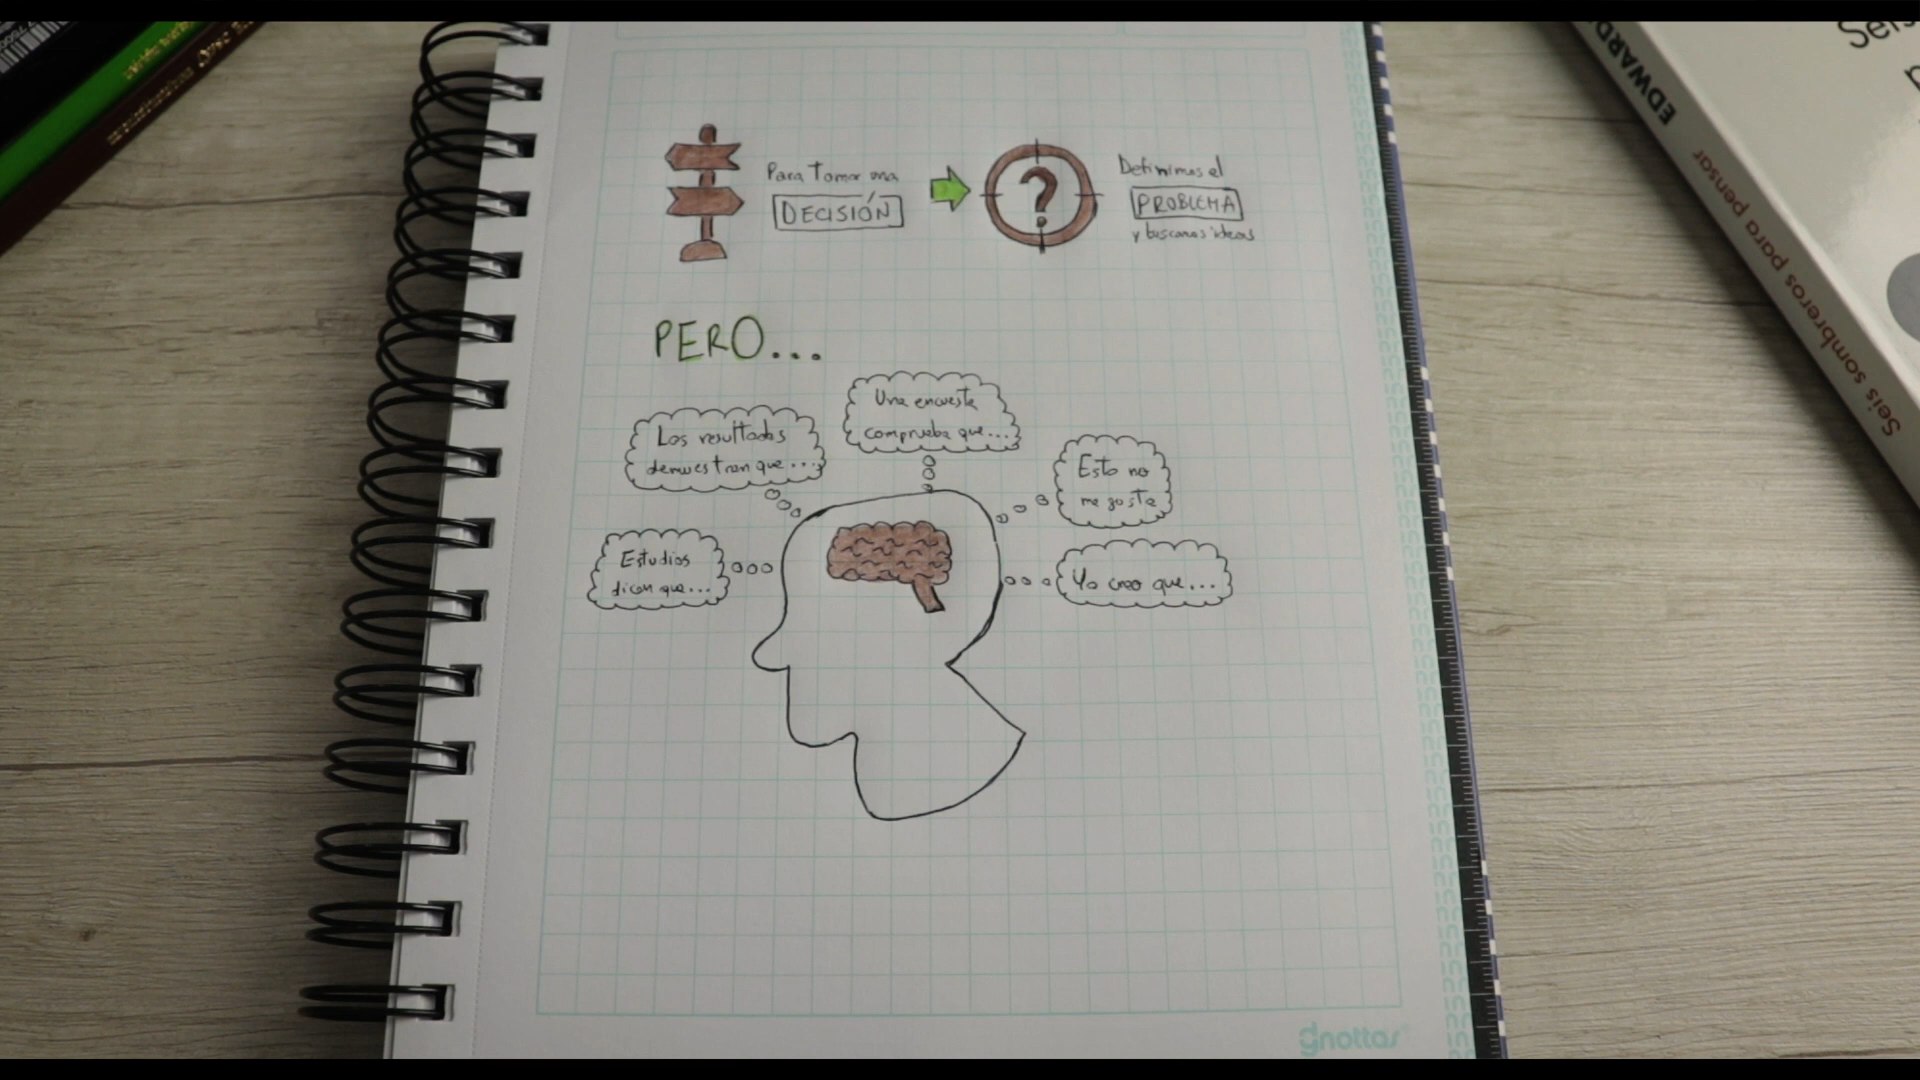 Para Tomar una
DECISIÓN
?
Definimos el
PROBLEMA
y buscamos ideas
PERO...
Los resultados
demuestran que...
Una encuesta
comprueba que...
Esto no
me gusta
Estudios
dicen que...
Yo creo que...
gnottas
EDWARD
Seis sombreros para pensar
Seis